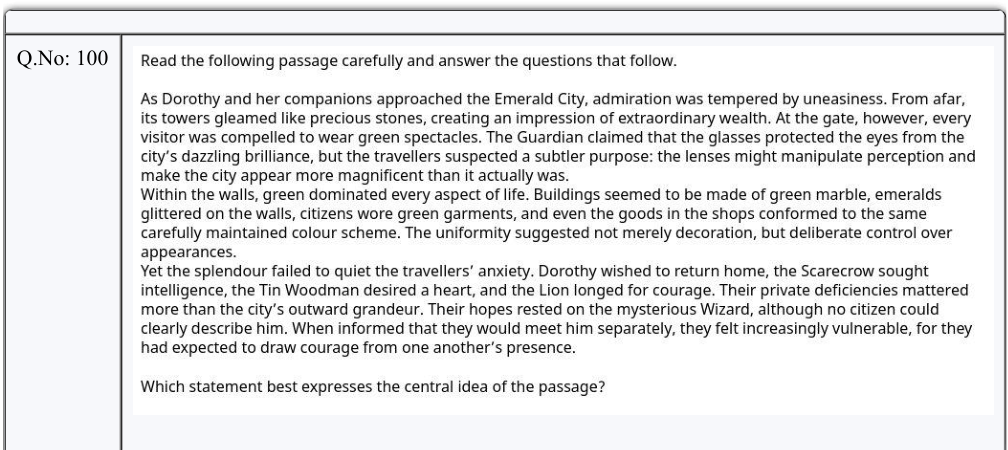 Q.No: 100
Read the following passage carefully and answer the questions that follow.
As Dorothy and her companions approached the Emerald City, admiration was tempered by uneasiness. From afar,
its towers gleamed like precious stones, creating an impression of extraordinary wealth. At the gate, however, every
visitor was compelled to wear green spectacles. The Guardian claimed that the glasses protected the eyes from the
city's dazzling brilliance, but the travellers suspected a subtler purpose: the lenses might manipulate perception and
make the city appear more magnificent than it actually was.
Within the walls, green dominated every aspect of life. Buildings seemed to be made of green marble, emeralds
glittered on the walls, citizens wore green garments, and even the goods in the shops conformed to the same
carefully maintained colour scheme. The uniformity suggested not merely decoration, but deliberate control over
appearances.
Yet the splendour failed to quiet the travellers' anxiety. Dorothy wished to return home, the Scarecrow sought
intelligence, the Tin Woodman desired a heart, and the Lion longed for courage. Their private deficiencies mattered
more than the city's outward grandeur. Their hopes rested on the mysterious Wizard, although no citizen could
clearly describe him. When informed that they would meet him separately, they felt increasingly vulnerable, for they
had expected to draw courage from one another's presence.
Which statement best expresses the central idea of the passage?